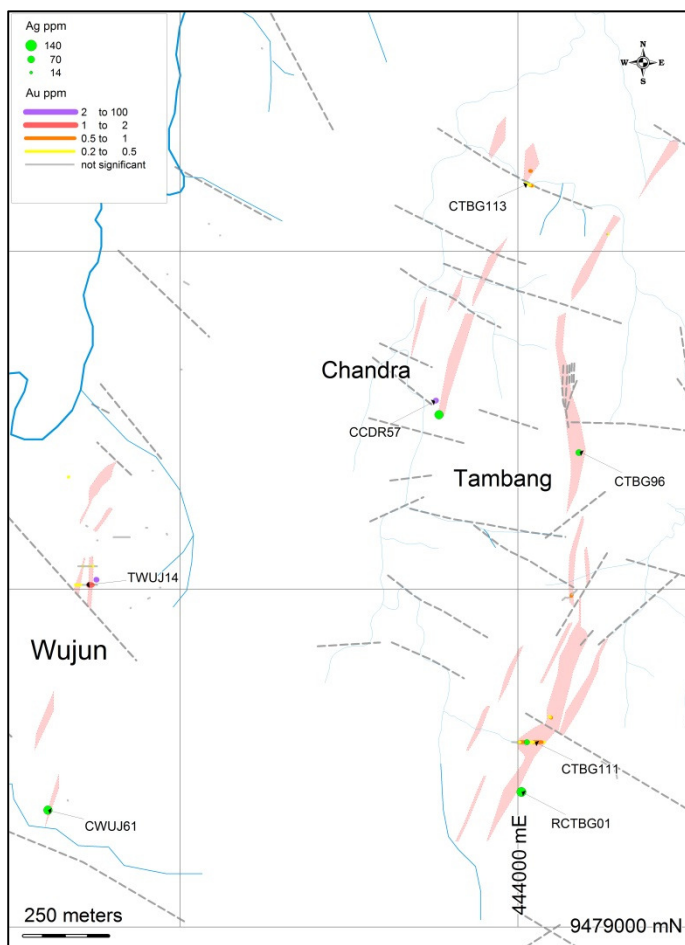 Ag ppm
140
70
14
Au ppm
2 to 100
1 to 2
0.5 to 1
0.2 to 0.5
not significant
N
W E
S
CTBG113
Chandra
CCDR57
Tambang
CTBG96
TWUJ14
Wujun
CTBG111
CWUJ61
RCTBG01
444000 mE
250 meters
9479000 mN